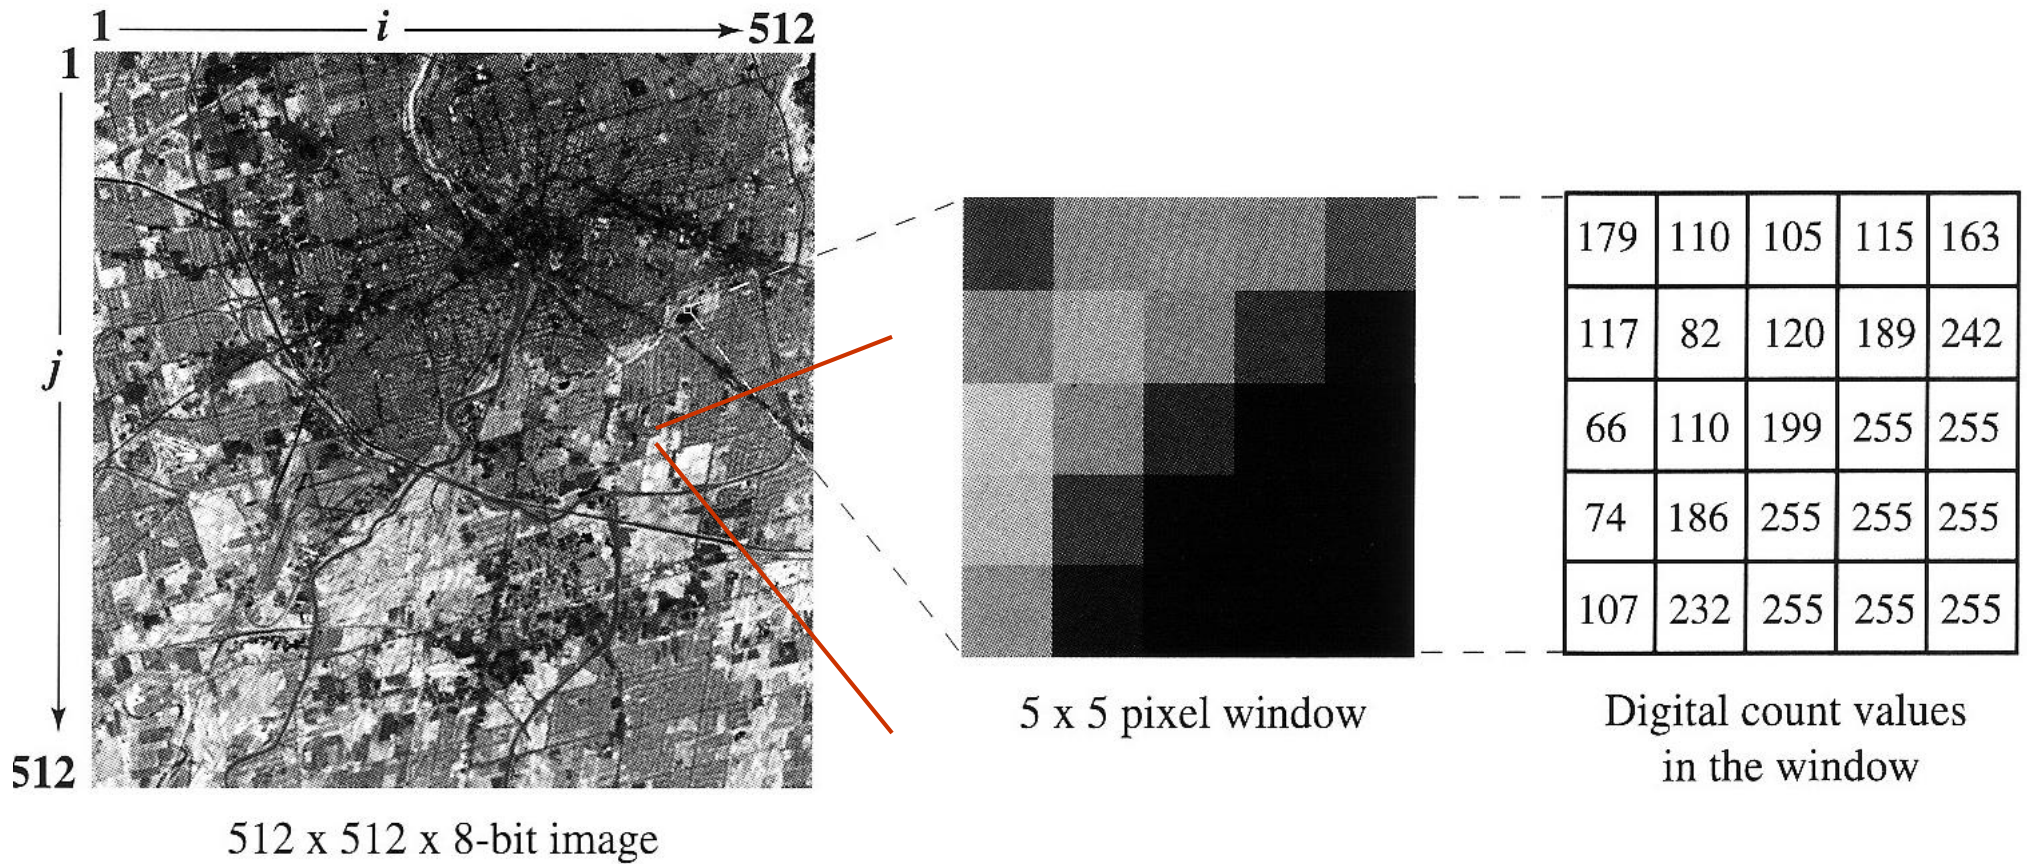 1 i 512
1
j
512
512 x 512 x 8-bit image
5 x 5 pixel window
179 110 105 115 163
117 82 120 189 242
66 110 199 255 255
74 186 255 255 255
107 232 255 255 255
Digital count values
in the window